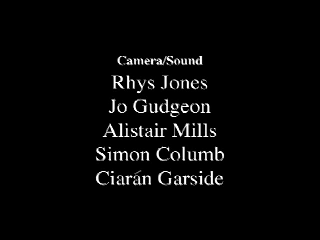 Camera/Sound
Rhys Jones
Jo Gudgeon
Alistair Mills
Simon Columb
Ciarán Garside